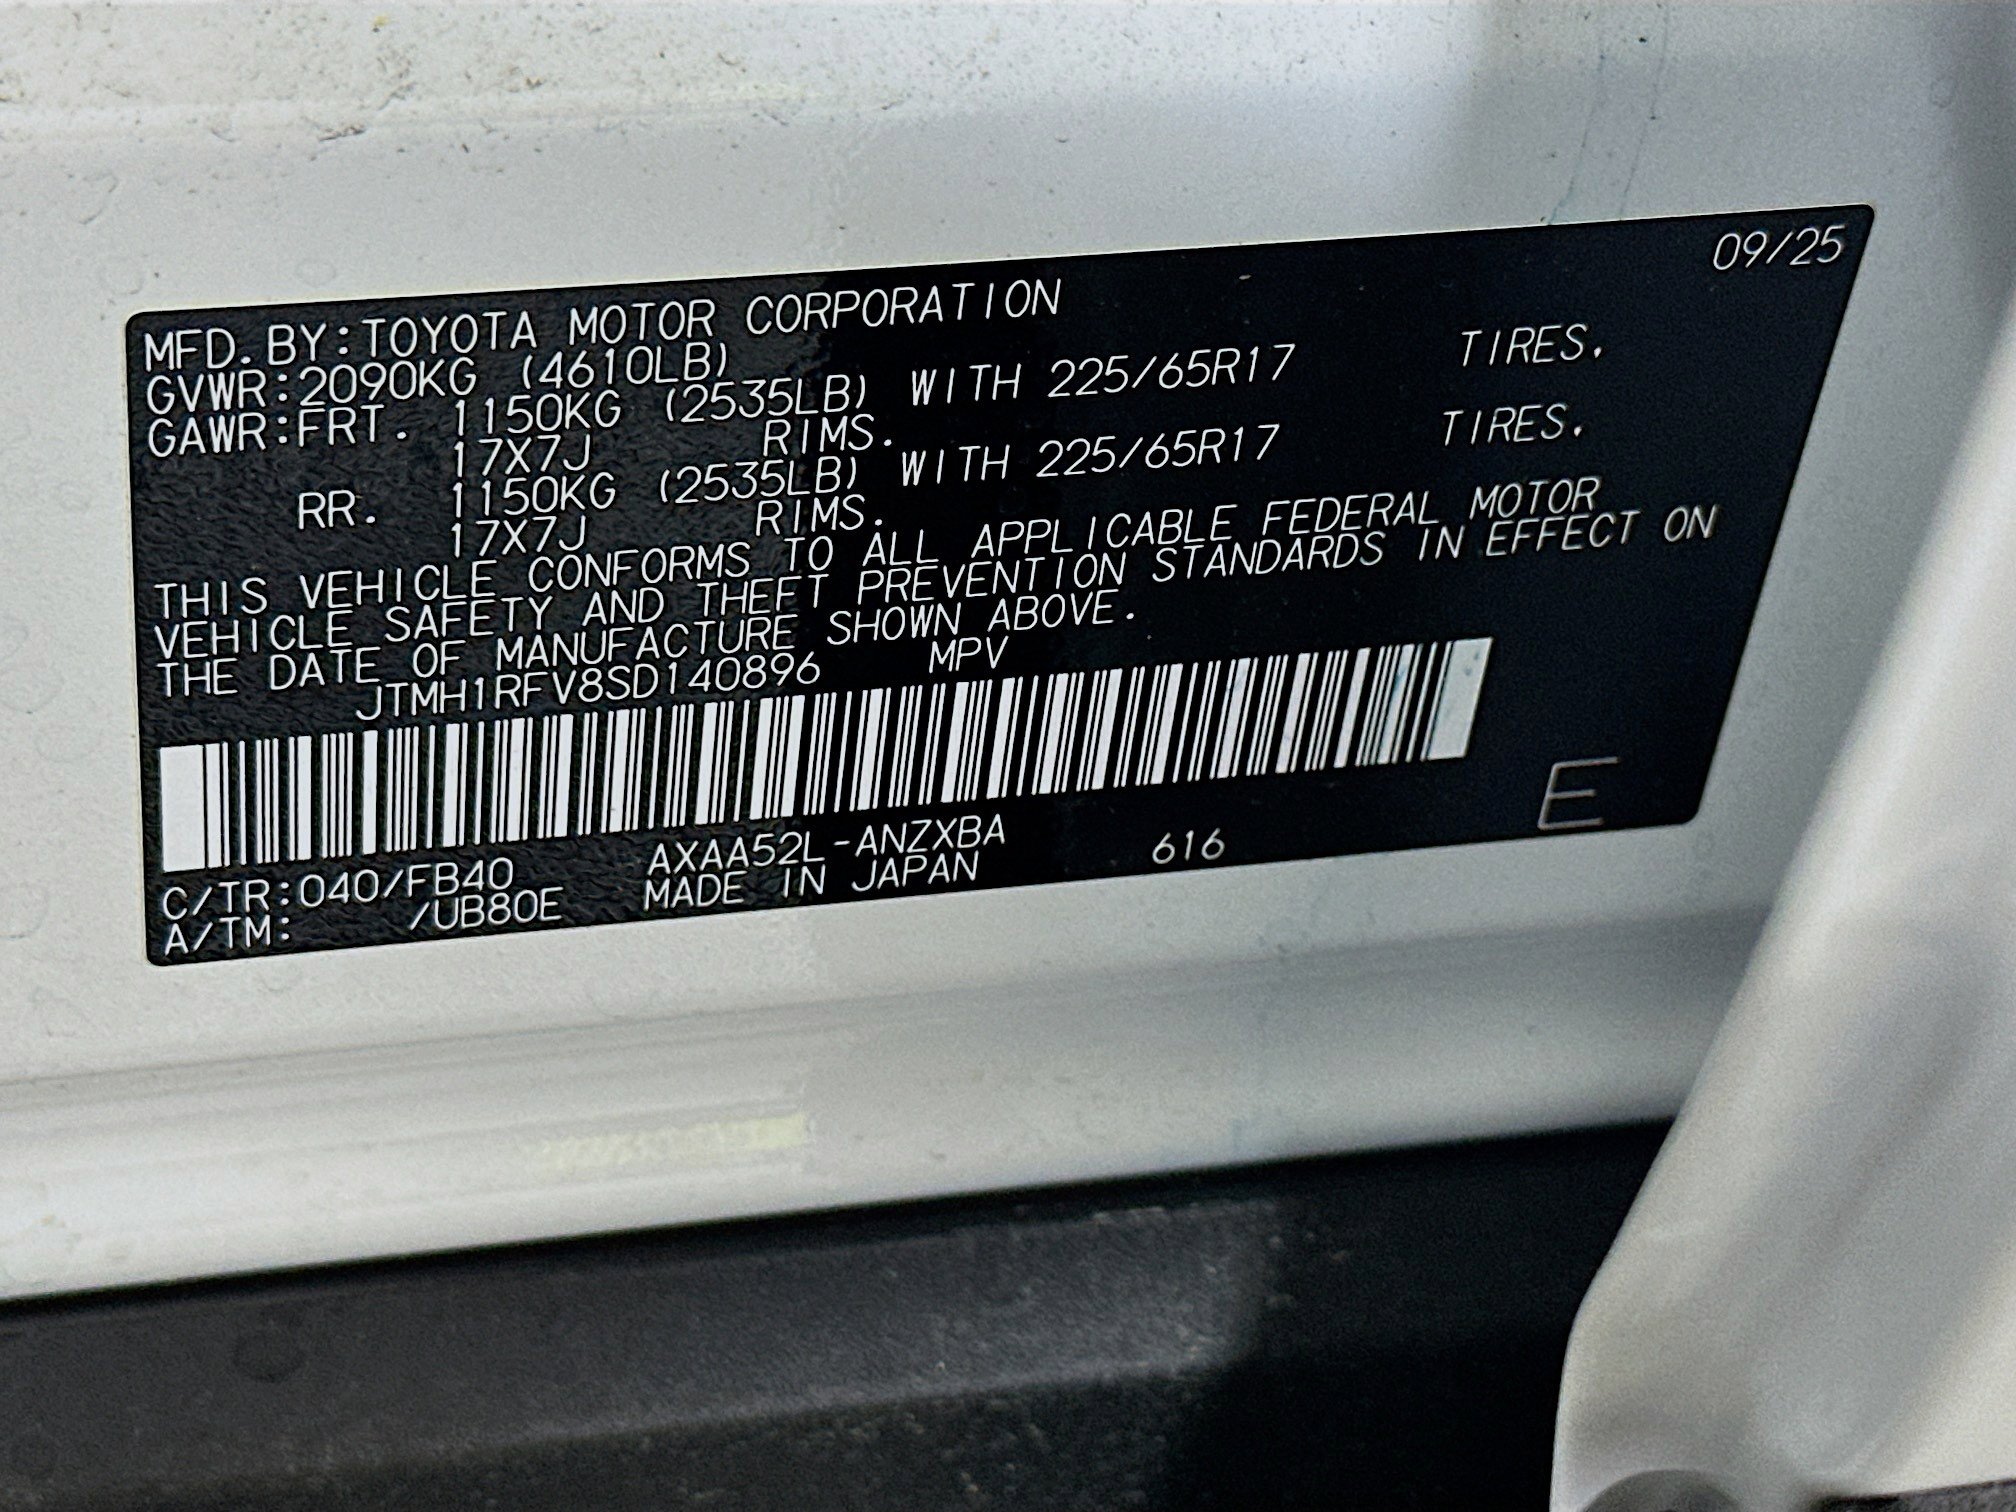 09/25
MFD. BY:TOYOTA MOTOR CORPORATION
GVWR:2090KG (4610LB)
GAWR:FRT. 1150KG (2535LB) WITH 225/65R17 TIRES.
17X7J RIMS.
RR. 1150KG (2535LB) WITH 225/65R17 TIRES.
17X7J RIMS.
THIS VEHICLE CONFORMS TO ALL APPLICABLE FEDERAL MOTOR
VEHICLE SAFETY AND THEFT PREVENTION STANDARDS IN EFFECT ON
THE DATE OF MANUFACTURE SHOWN ABOVE.
JTMH1RFV8SD140896 MPV
E
C/TR:040/FB40 AXAA52L-ANZXBA 616
A/TM: /UB80E MADE IN JAPAN